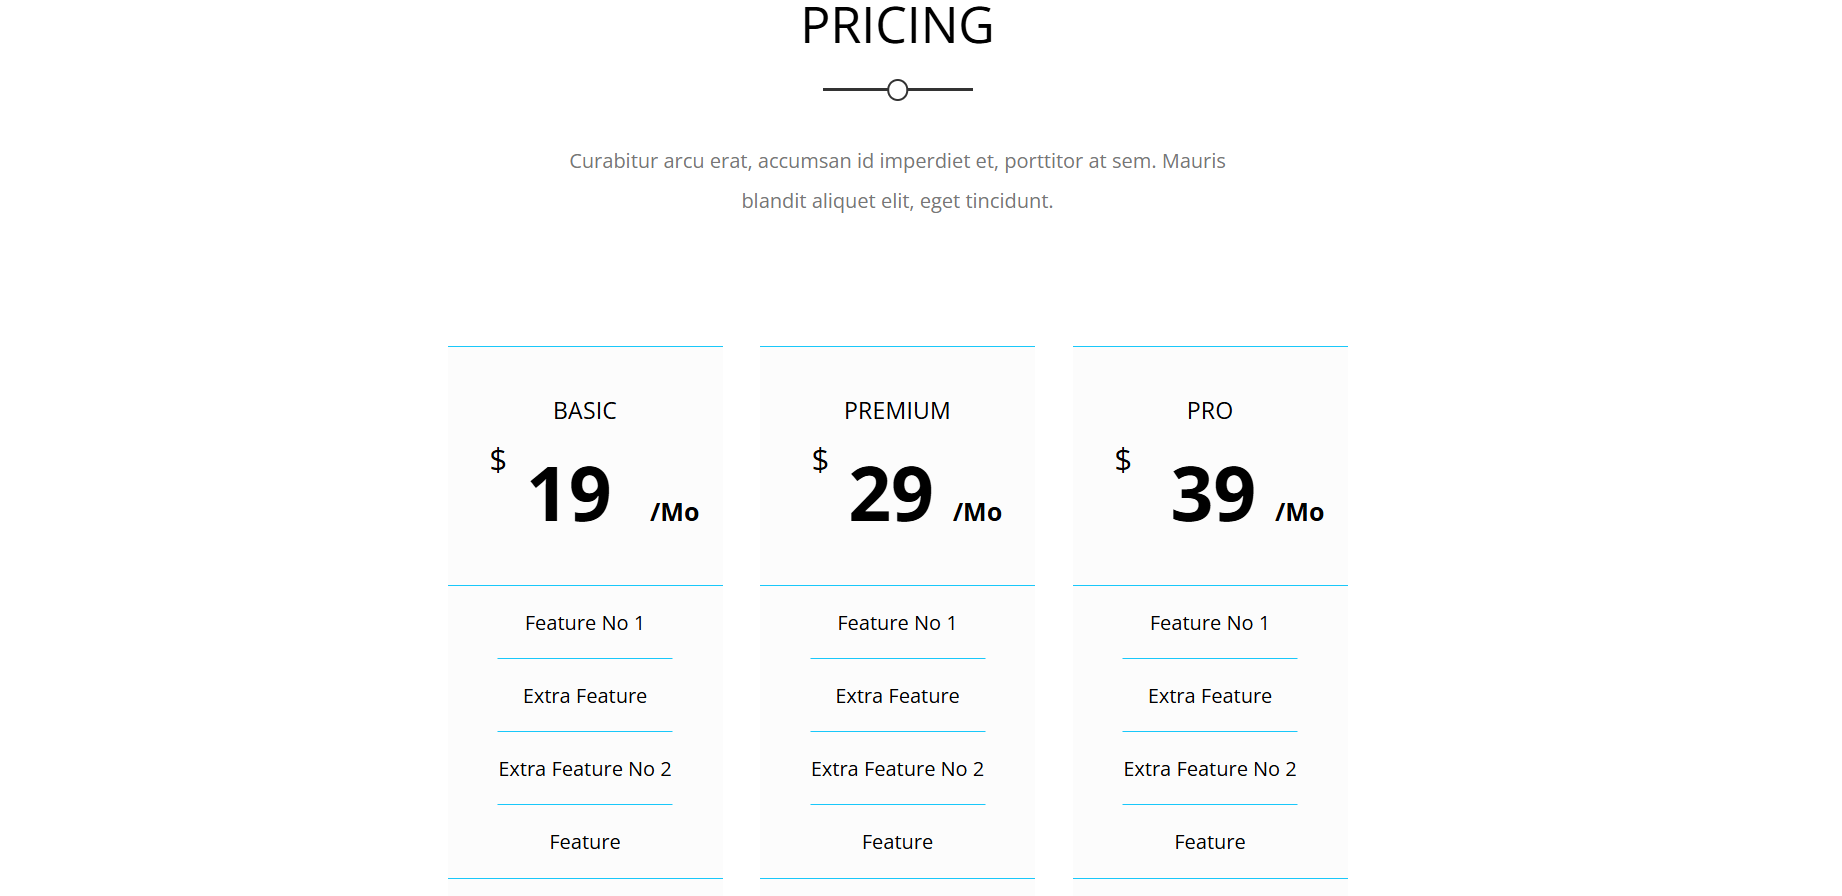 PRICING
Curabitur arcu erat, accumsan id imperdiet et, porttitor at sem. Mauris
blandit aliquet elit, eget tincidunt.
BASIC
$ 19 /Mo
Feature No 1
Extra Feature
Extra Feature No 2
Feature
PREMIUM
$ 29 /Mo
Feature No 1
Extra Feature
Extra Feature No 2
Feature
PRO
$ 39 /Mo
Feature No 1
Extra Feature
Extra Feature No 2
Feature